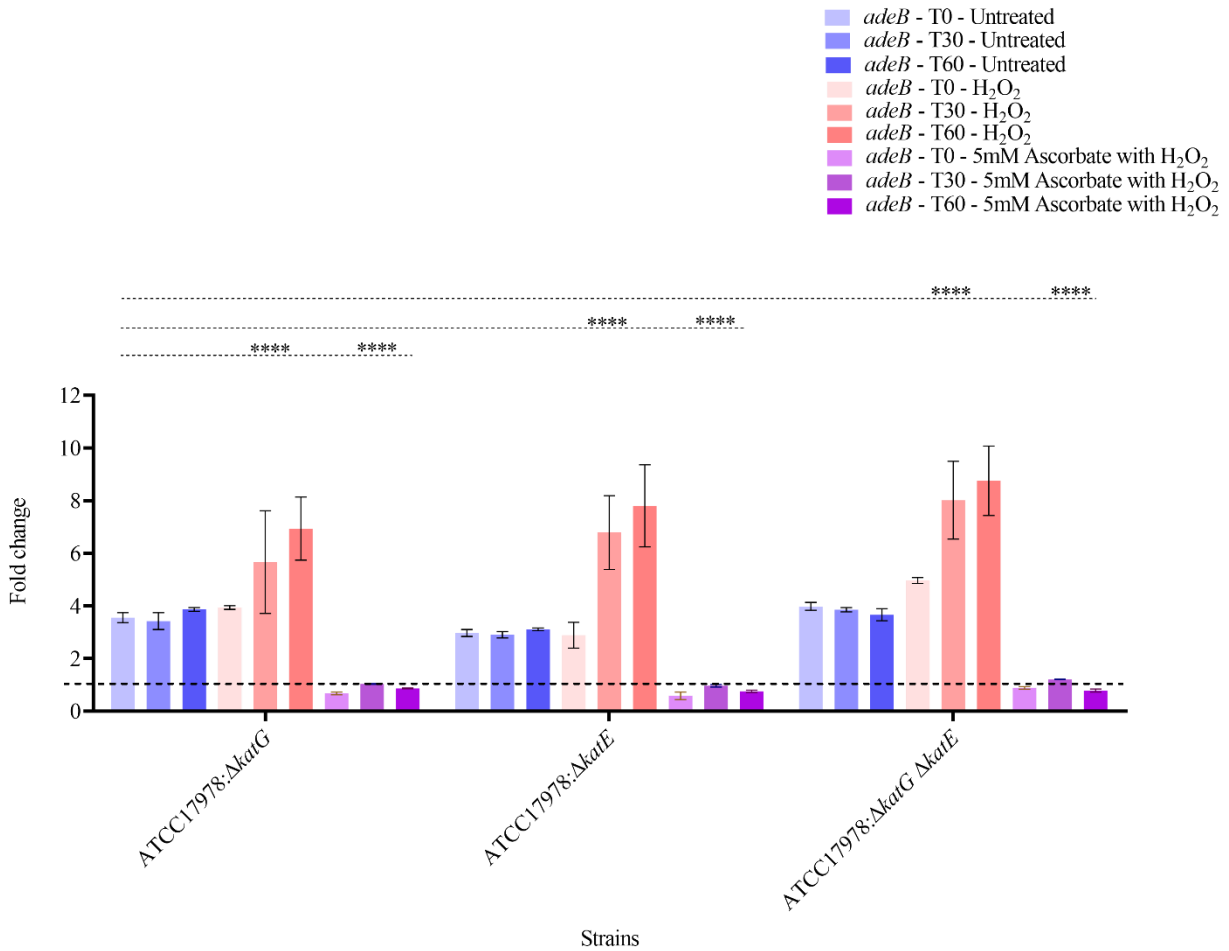 adeB - T0 - Untreated
adeB - T30 - Untreated
adeB - T60 - Untreated
adeB - T0 - H₂O₂
adeB - T30 - H₂O₂
adeB - T60 - H₂O₂
adeB - T0 - 5mM Ascorbate with H₂O₂
adeB - T30 - 5mM Ascorbate with H₂O₂
adeB - T60 - 5mM Ascorbate with H₂O₂
**** ****
**** ****
**** ****
12
10
8
6
4
2
0
Fold change
ATCC17978:ΔkatG
ATCC17978:ΔkatE
ATCC17978:ΔkatG ΔkatE
Strains